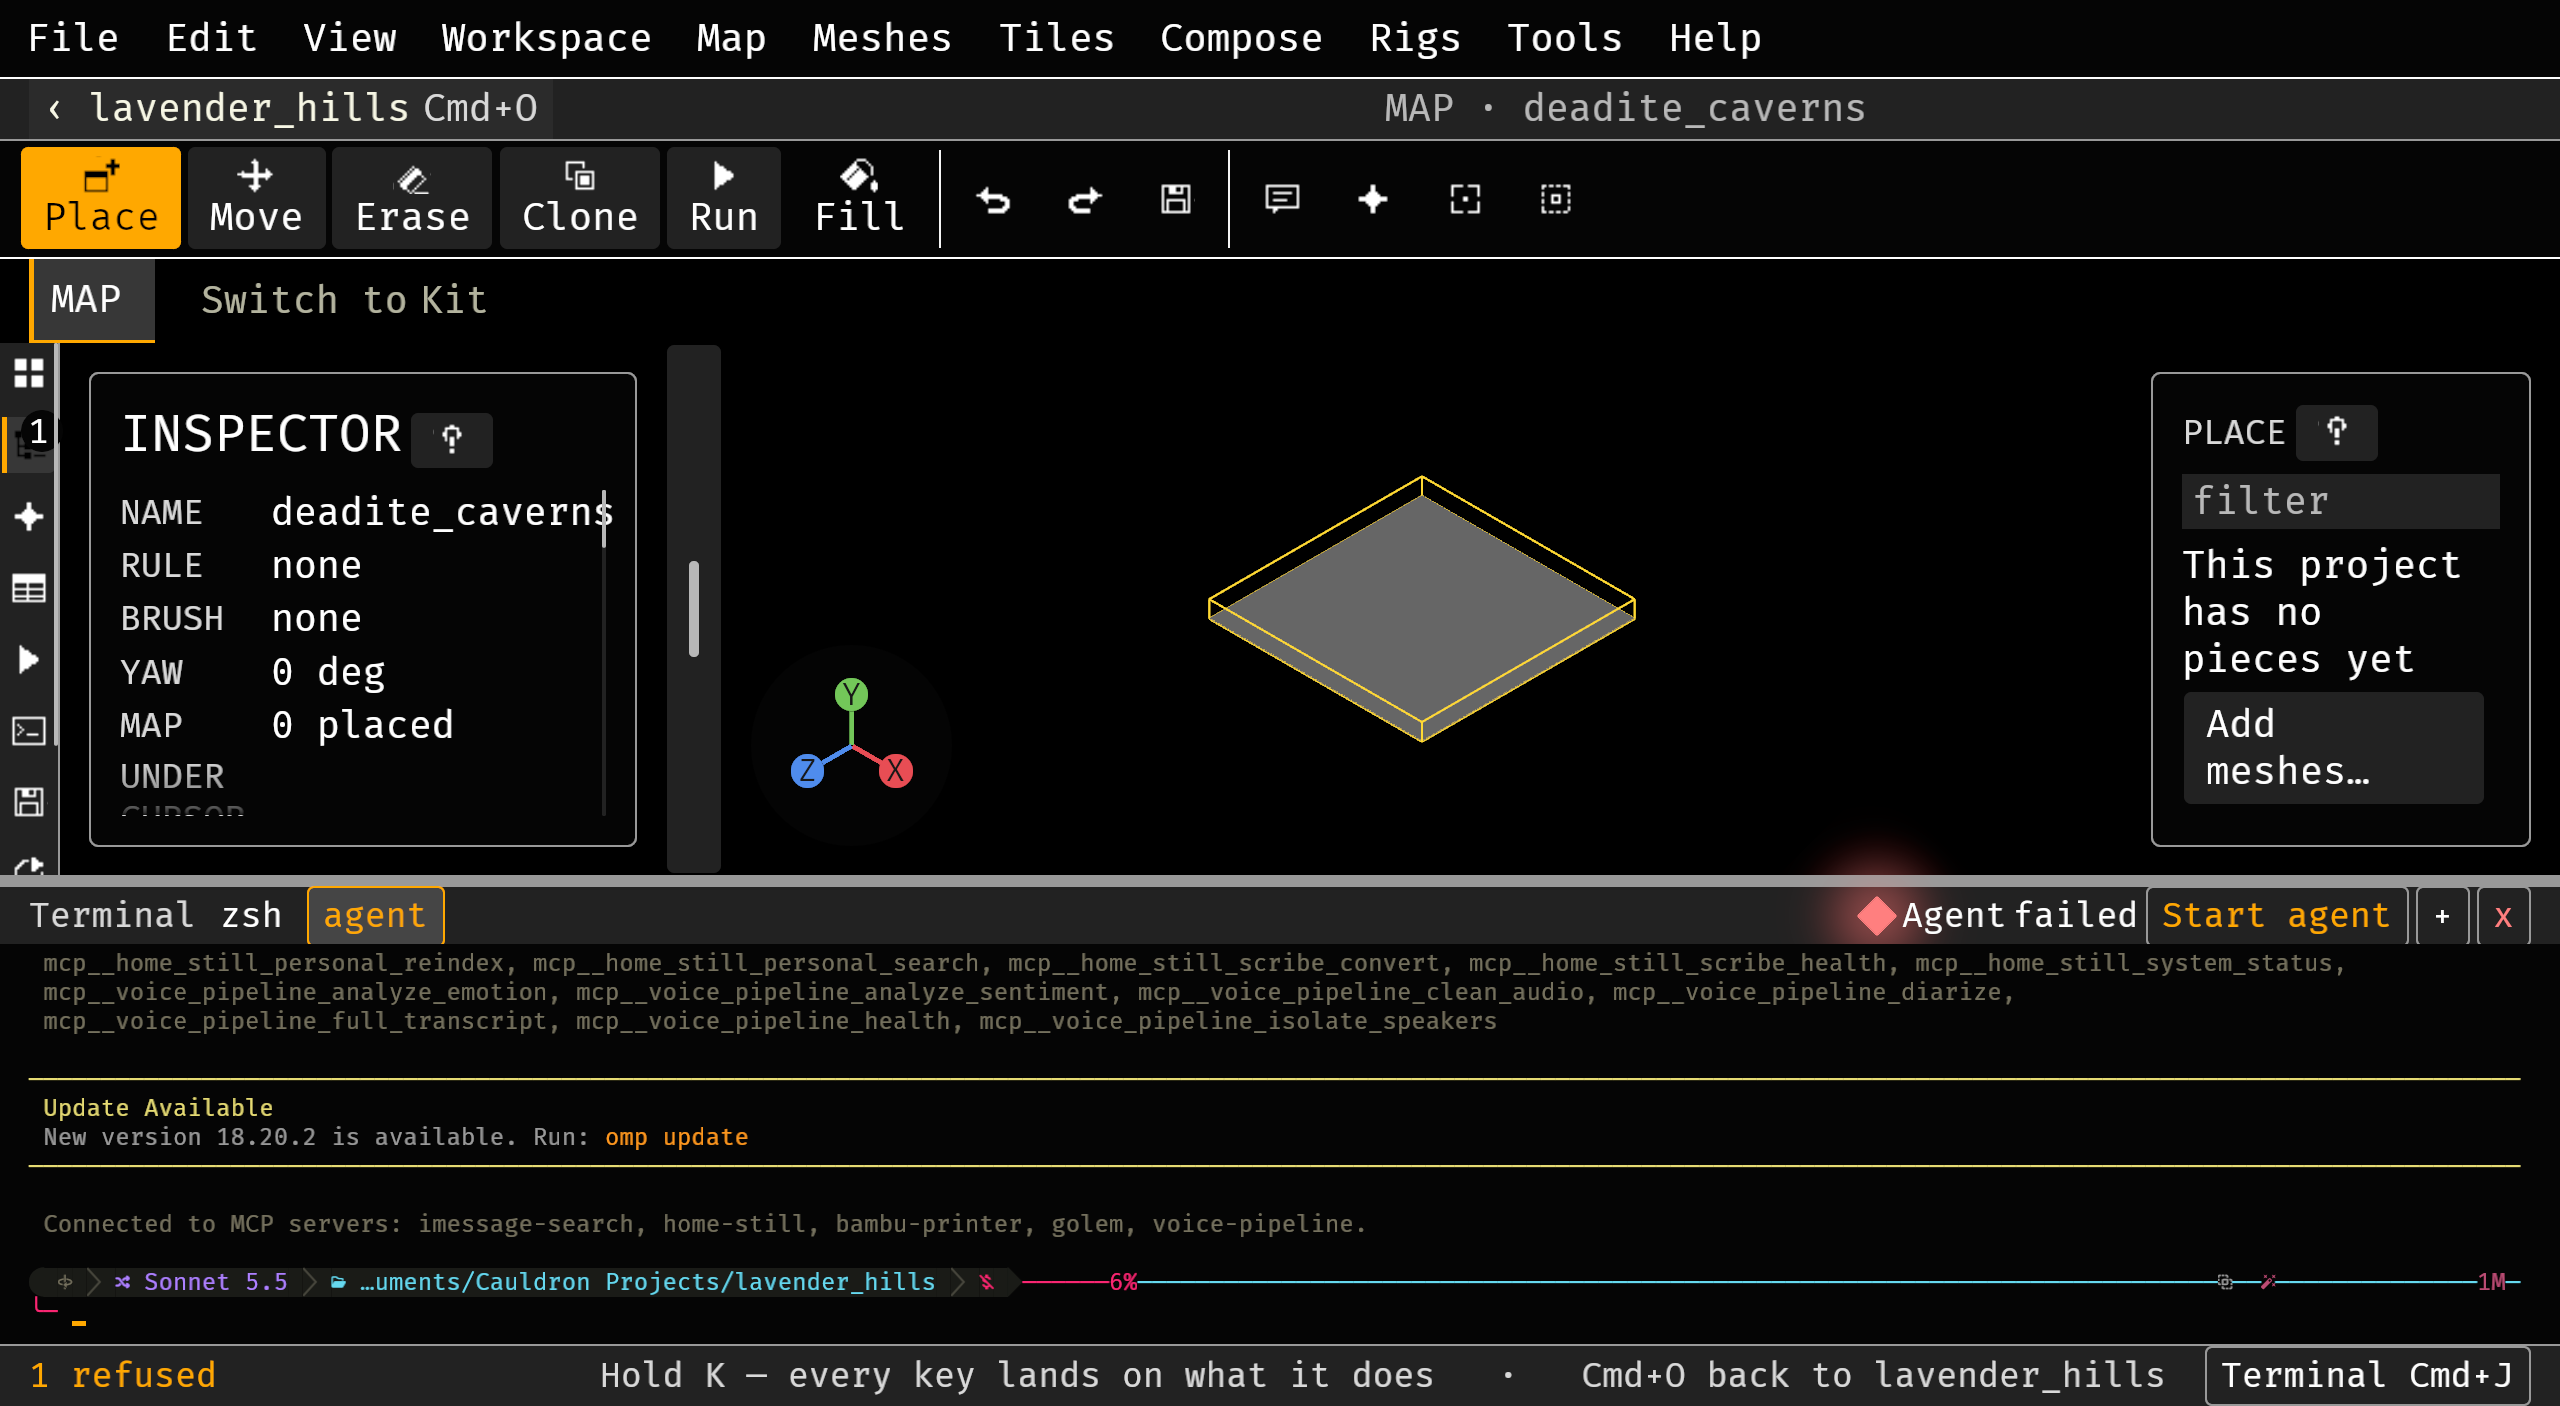 File Edit View Workspace Map Meshes Tiles Compose Rigs Tools Help
‹ lavender_hills Cmd+O
MAP · deadite_caverns
Place Move Erase Clone Run Fill
MAP Switch to Kit
1
INSPECTOR ?
NAME deadite_caverns
RULE none
BRUSH none
YAW 0 deg
MAP 0 placed
UNDER
CURSOR
Y
Z
X
PLACE ?
filter
This project
has no
pieces yet
Add
meshes…
Terminal zsh agent
Agent failed Start agent + x
mcp__home_still_personal_reindex, mcp__home_still_personal_search, mcp__home_still_scribe_convert, mcp__home_still_scribe_health, mcp__home_still_system_status,
mcp__voice_pipeline_analyze_emotion, mcp__voice_pipeline_analyze_sentiment, mcp__voice_pipeline_clean_audio, mcp__voice_pipeline_diarize,
mcp__voice_pipeline_full_transcript, mcp__voice_pipeline_health, mcp__voice_pipeline_isolate_speakers
Update Available
New version 18.20.2 is available. Run: omp update
Connected to MCP servers: imessage-search, home-still, bambu-printer, golem, voice-pipeline.
Sonnet 5.5 …uments/Cauldron Projects/lavender_hills 6% 1M
1 refused
Hold K — every key lands on what it does · Cmd+O back to lavender_hills
Terminal Cmd+J